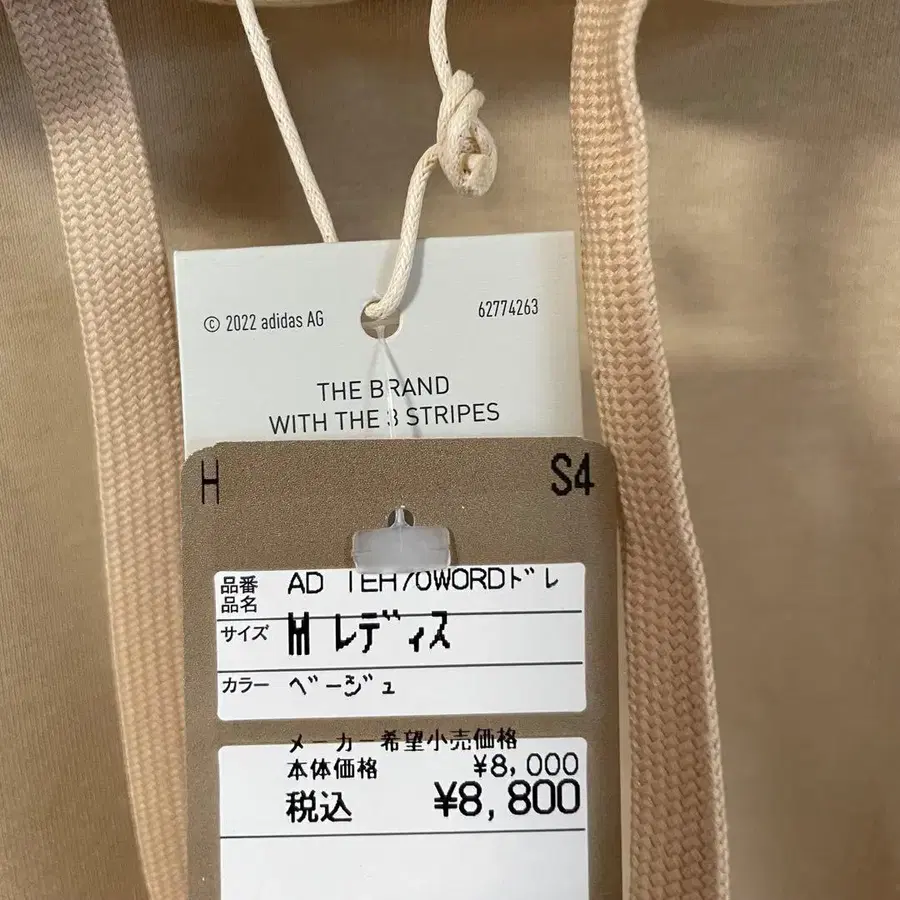 © 2022 adidas AG 62774263
THE BRAND
WITH THE 3 STRIPES
H S4
品番 AD TEH70WORDドレ
品名
サイズ M レディス
カラー ベージュ
メーカー希望小売価格
本体価格 ¥8,000
税込 ¥8,800